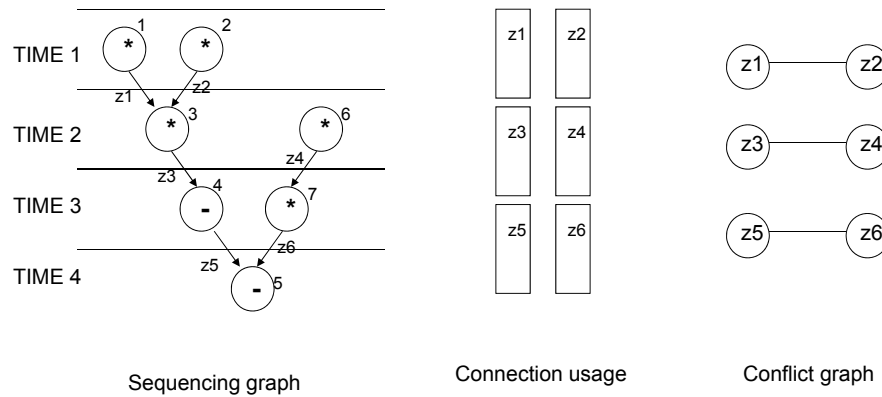 1 2
TIME 1 * * z1 z2 z1 z2
z1 z2
3 6
TIME 2 * * z3 z4 z3 z4
z3 z4
4 7
TIME 3 - * z5 z6 z5 z6
z5 z6
TIME 4 - 5
Sequencing graph Connection usage Conflict graph